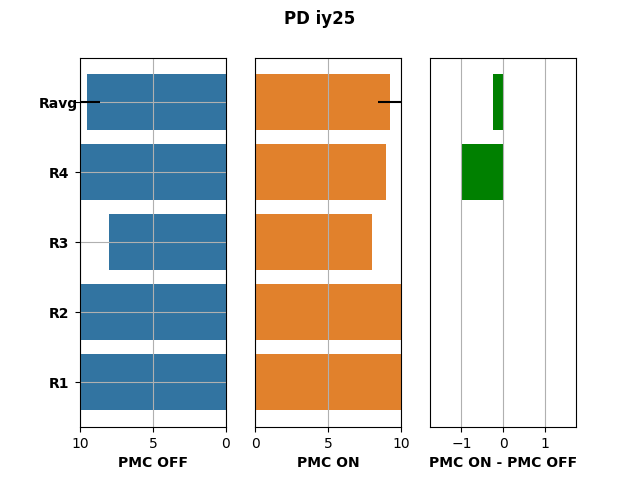 PD iy25
Ravg
R4
R3
R2
R1
10 5 0
0 5 10
−1 0 1
PMC OFF
PMC ON
PMC ON - PMC OFF